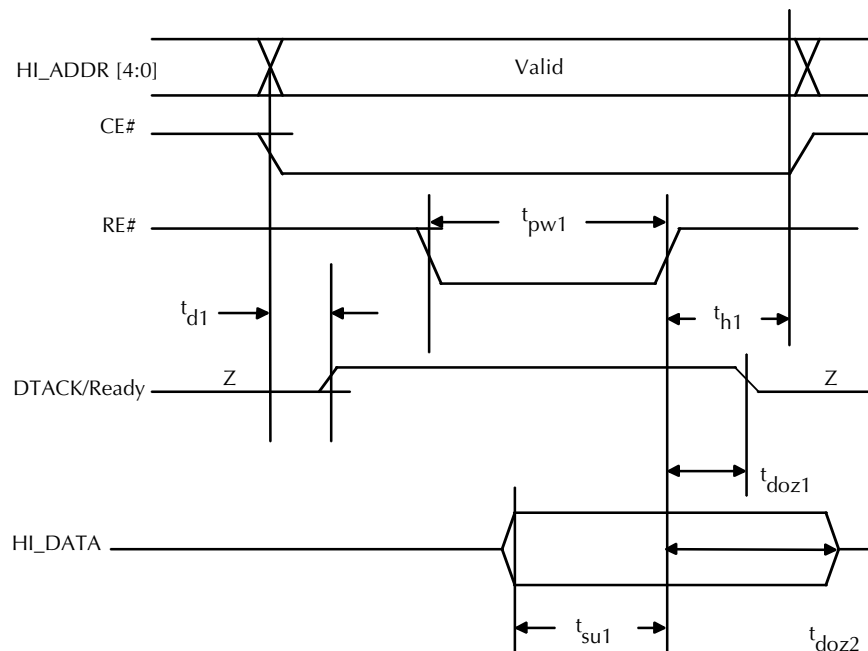 HI_ADDR [4:0]
Valid
CE#
RE#
tpw1
td1
th1
DTACK/Ready
Z
Z
tdoz1
HI_DATA
tsu1
tdoz2